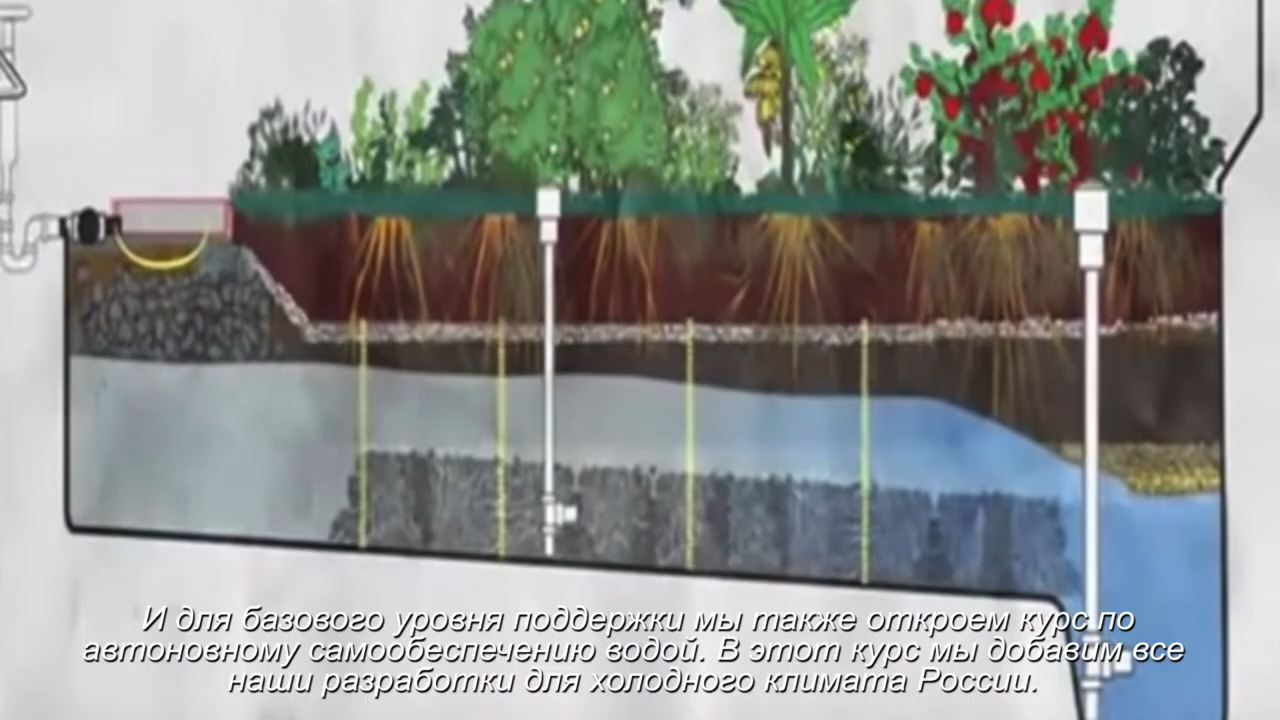 И для базового уровня поддержки мы также откроем курс по
автоновному самообеспечению водой. В этот курс мы добавим все
наши разработки для холодного климата России.